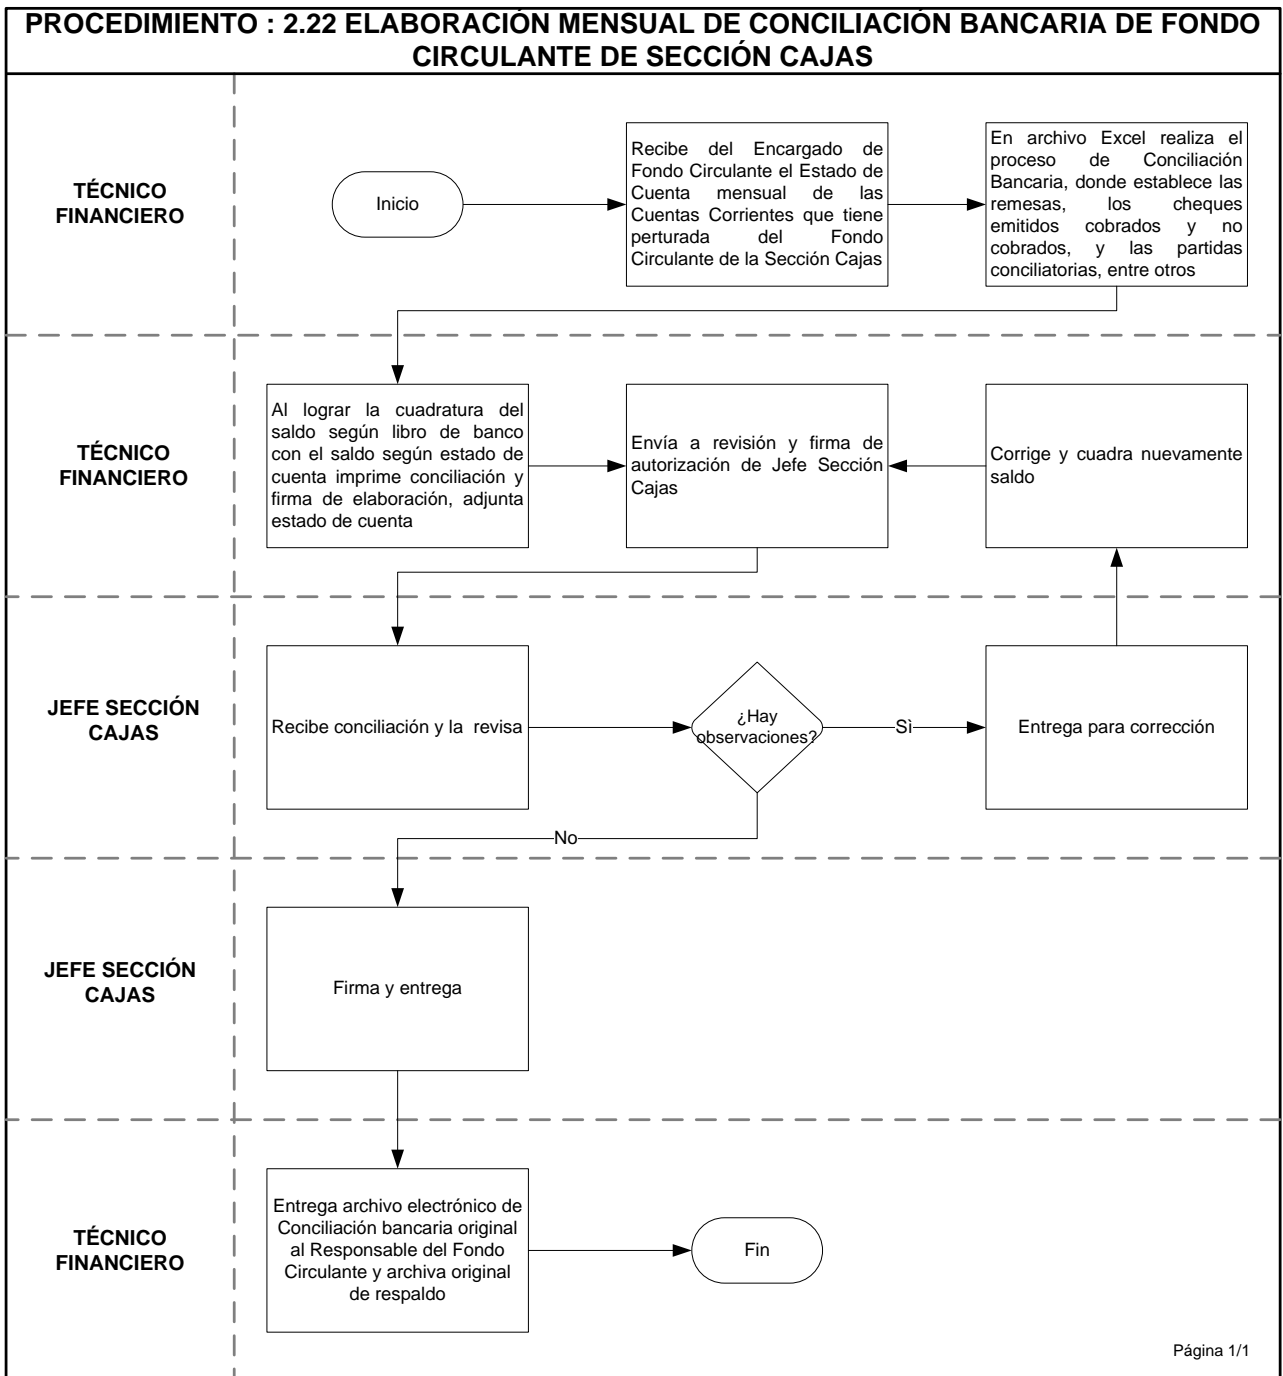 PROCEDIMIENTO : 2.22 ELABORACIÓN MENSUAL DE CONCILIACIÓN BANCARIA DE FONDO
CIRCULANTE DE SECCIÓN CAJAS
TÉCNICO
FINANCIERO
Inicio
Recibe del Encargado de
Fondo Circulante el Estado de
Cuenta mensual de las
Cuentas Corrientes que tiene
perturada del Fondo
Circulante de la Sección Cajas
En archivo Excel realiza el
proceso de Conciliación
Bancaria, donde establece las
remesas, los cheques
emitidos cobrados y no
cobrados, y las partidas
conciliatorias, entre otros
TÉCNICO
FINANCIERO
Al lograr la cuadratura del
saldo según libro de banco
con el saldo según estado de
cuenta imprime conciliación y
firma de elaboración, adjunta
estado de cuenta
Envía a revisión y firma de
autorización de Jefe Sección
Cajas
Corrige y cuadra nuevamente
saldo
JEFE SECCIÓN
CAJAS
Recibe conciliación y la revisa
¿Hay
observaciones?
Sì
Entrega para corrección
No
JEFE SECCIÓN
CAJAS
Firma y entrega
TÉCNICO
FINANCIERO
Entrega archivo electrónico de
Conciliación bancaria original
al Responsable del Fondo
Circulante y archiva original
de respaldo
Fin
Página 1/1